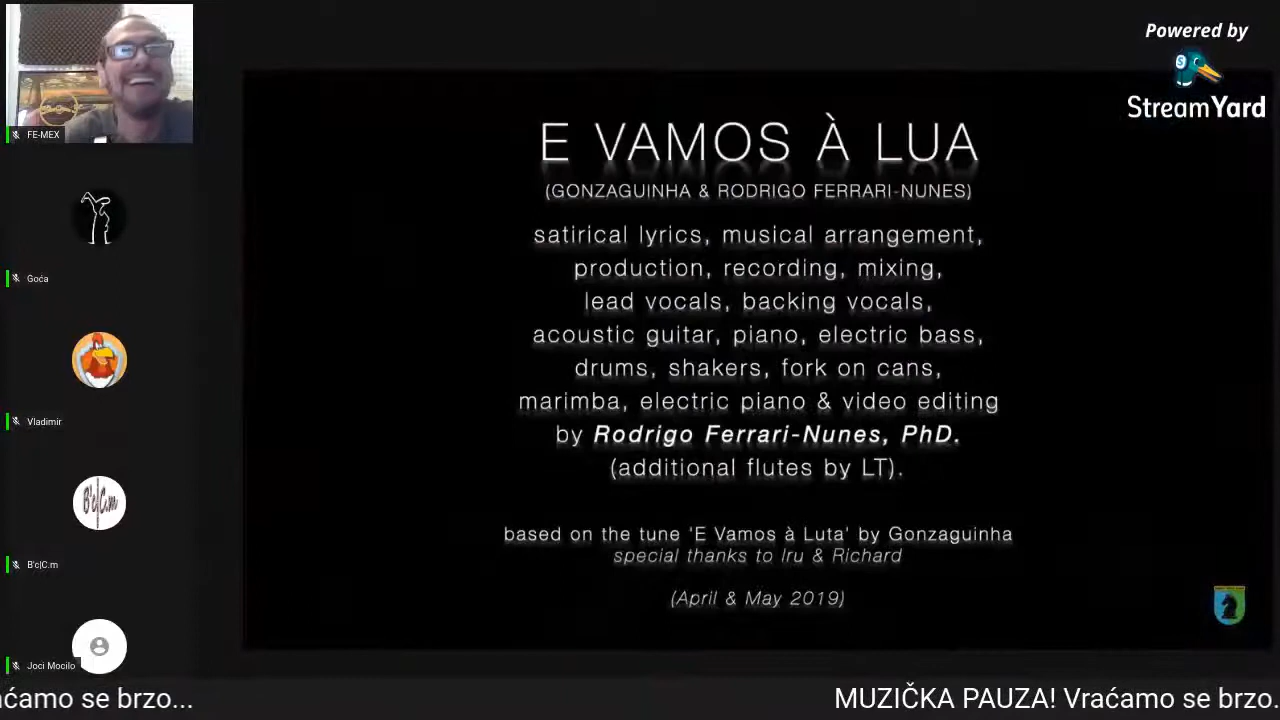 Powered by
StreamYard
FE-MEX
Goća
Vladimir
B'c|C.m
B'c|C.m
Joci Mocilo
E VAMOS À LUA
(GONZAGUINHA & RODRIGO FERRARI-NUNES)
satirical lyrics, musical arrangement,
production, recording, mixing,
lead vocals, backing vocals,
acoustic guitar, piano, electric bass,
drums, shakers, fork on cans,
marimba, electric piano & video editing
by Rodrigo Ferrari-Nunes, PhD.
(additional flutes by LT).
based on the tune 'E Vamos à Luta' by Gonzaguinha
special thanks to Iru & Richard
(April & May 2019)
aćamo se brzo...
MUZIČKA PAUZA! Vraćamo se brzo.